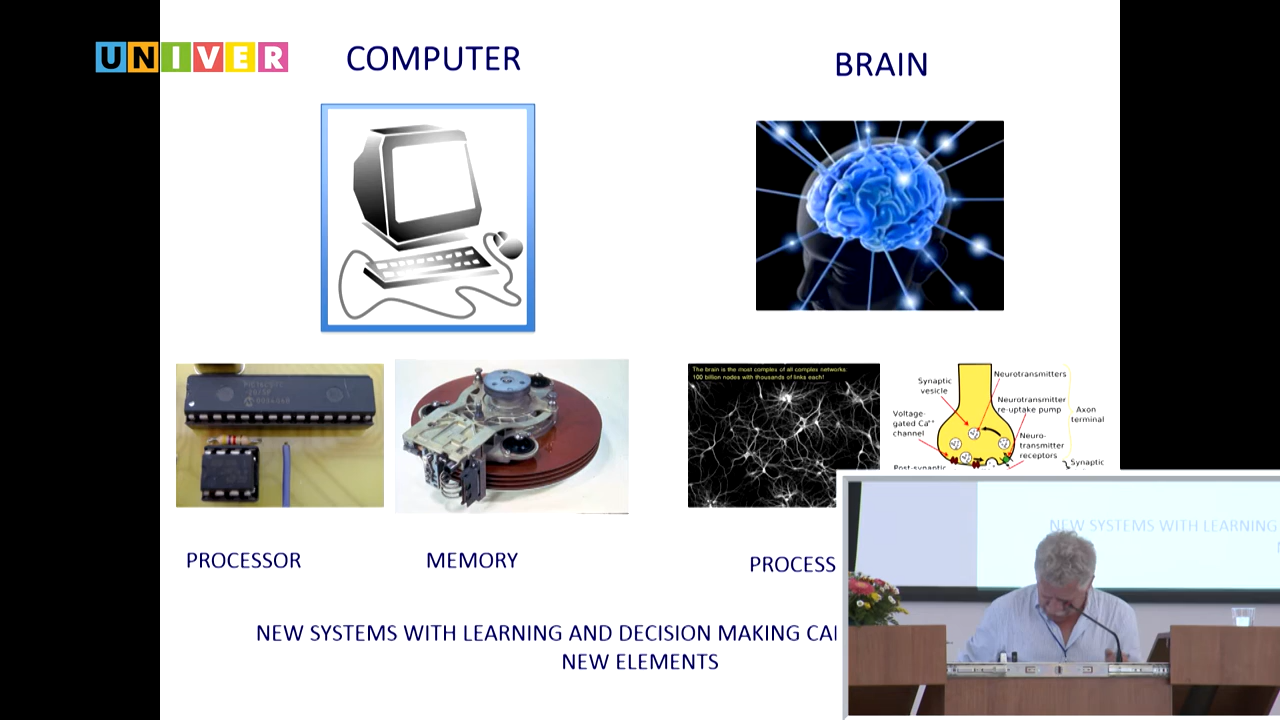 UNIVER
COMPUTER
BRAIN
The brain is the most complex of all complex networks:
100 billion nodes with thousands of links each!
Synaptic
vesicle
Neurotransmitters
Neurotransmitter
re-uptake pump
Axon
terminal
Voltage-
gated Ca++
channel
Neuro-
transmitter
receptors
Post-synaptic
Synaptic
PROCESSOR
MEMORY
PROCESS
NEW SYSTEMS WITH LEARNING AND DECISION MAKING CA
NEW ELEMENTS
NEW SYSTEMS WITH LEARNING